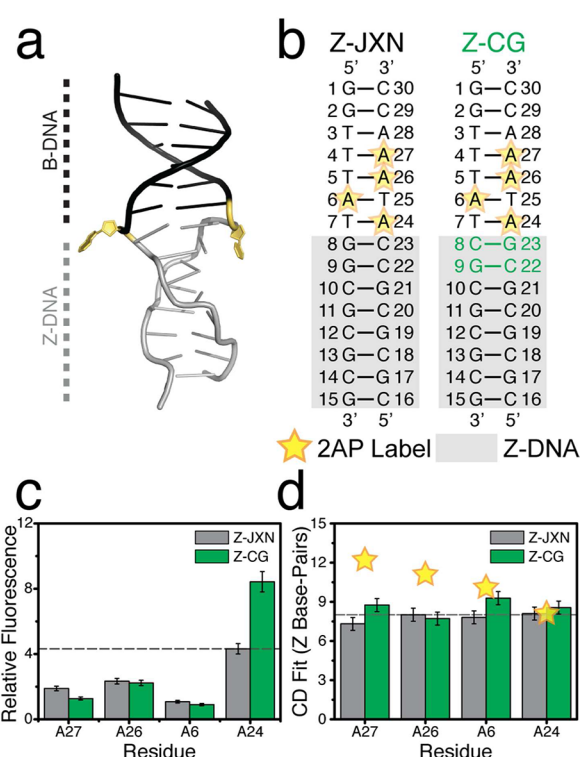 a
B-DNA
Z-DNA
b
Z-JXN Z-CG
5’ 3’ 5’ 3’
1 G C 30 1 G C 30
2 G C 29 2 G C 29
3 T A 28 3 T A 28
4 T A 27 4 T A 27
5 T A 26 5 T A 26
6 A T 25 6 A T 25
7 T A 24 7 T A 24
8 G C 23 8 C G 23
9 G C 22 9 G C 22
10 C G 21 10 C G 21
11 G C 20 11 G C 20
12 C G 19 12 C G 19
13 G C 18 13 G C 18
14 C G 17 14 C G 17
15 G C 16 15 G C 16
3’ 5’ 3’ 5’
2AP Label Z-DNA
c
Relative Fluorescence
12
8
4
0
Z-JXN
Z-CG
A27 A26 A6 A24
Residue
d
CD Fit (Z Base-Pairs)
15
12
9
6
3
0
Z-JXN
Z-CG
A27 A26 A6 A24
Residue